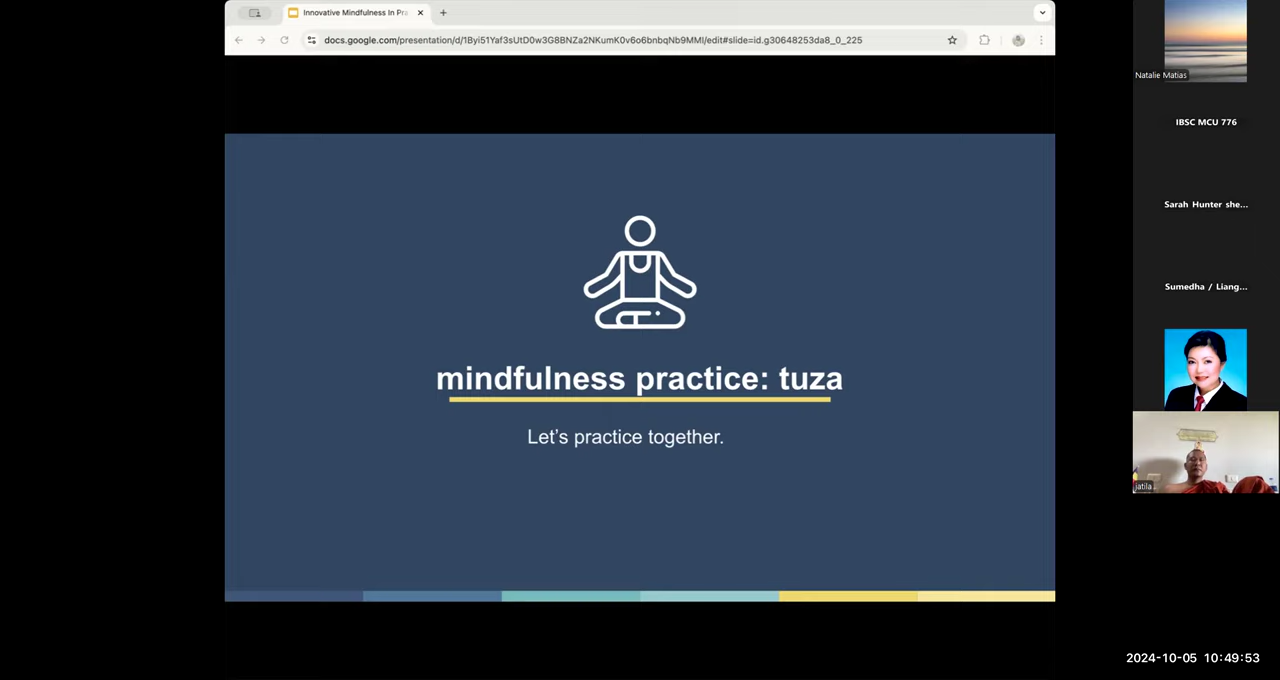 Innovative Mindfulness In Pra
docs.google.com/presentation/d/1Byi51Yaf3sUtD0w3G8BNZa2NKumK0v6o6bnbqNb9MMI/edit#slide=id.g30648253da8_0_225
mindfulness practice: tuza
Let's practice together.
Natalie Matias
IBSC MCU 776
Sarah Hunter she...
Sumedha / Liang...
jatila
2024-10-05 10:49:53